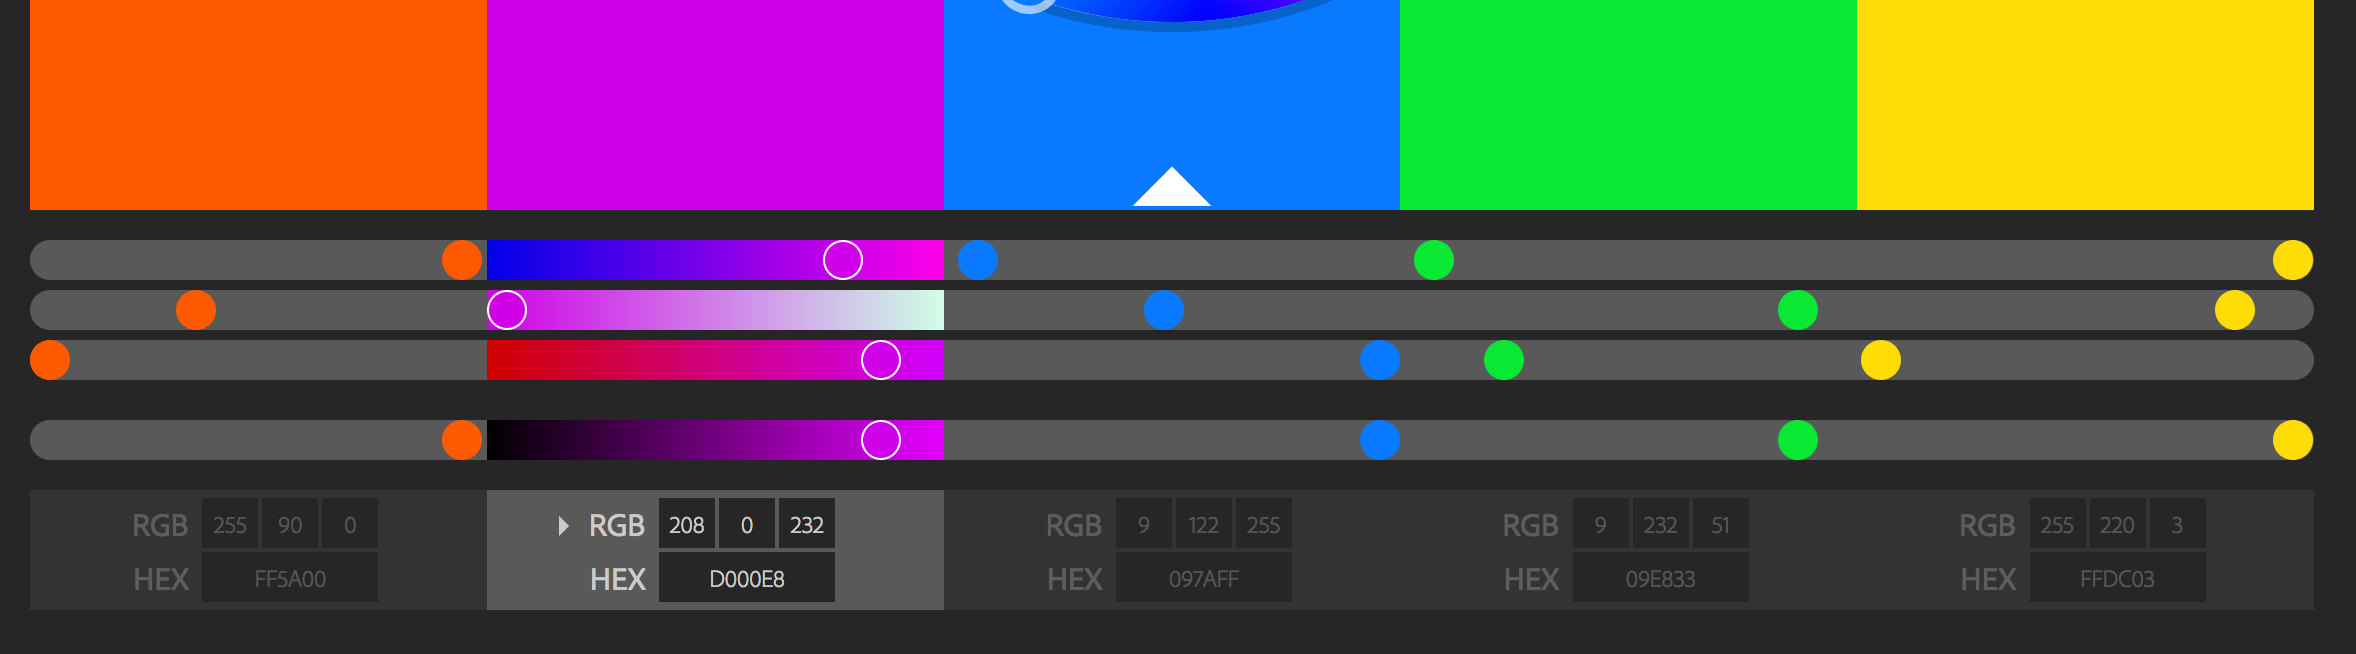 RGB 255 90 0
HEX FF5A00
RGB 208 0 232
HEX D000E8
RGB 9 122 255
HEX 097AFF
RGB 9 232 51
HEX 09E833
RGB 255 220 3
HEX FFDC03